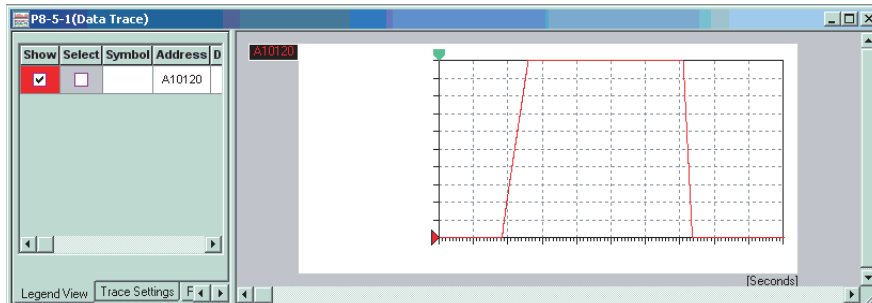 P8-5-1(Data Trace)
Show Select Symbol Address D
A10120
A10120
[Seconds]
Legend View Trace Settings F